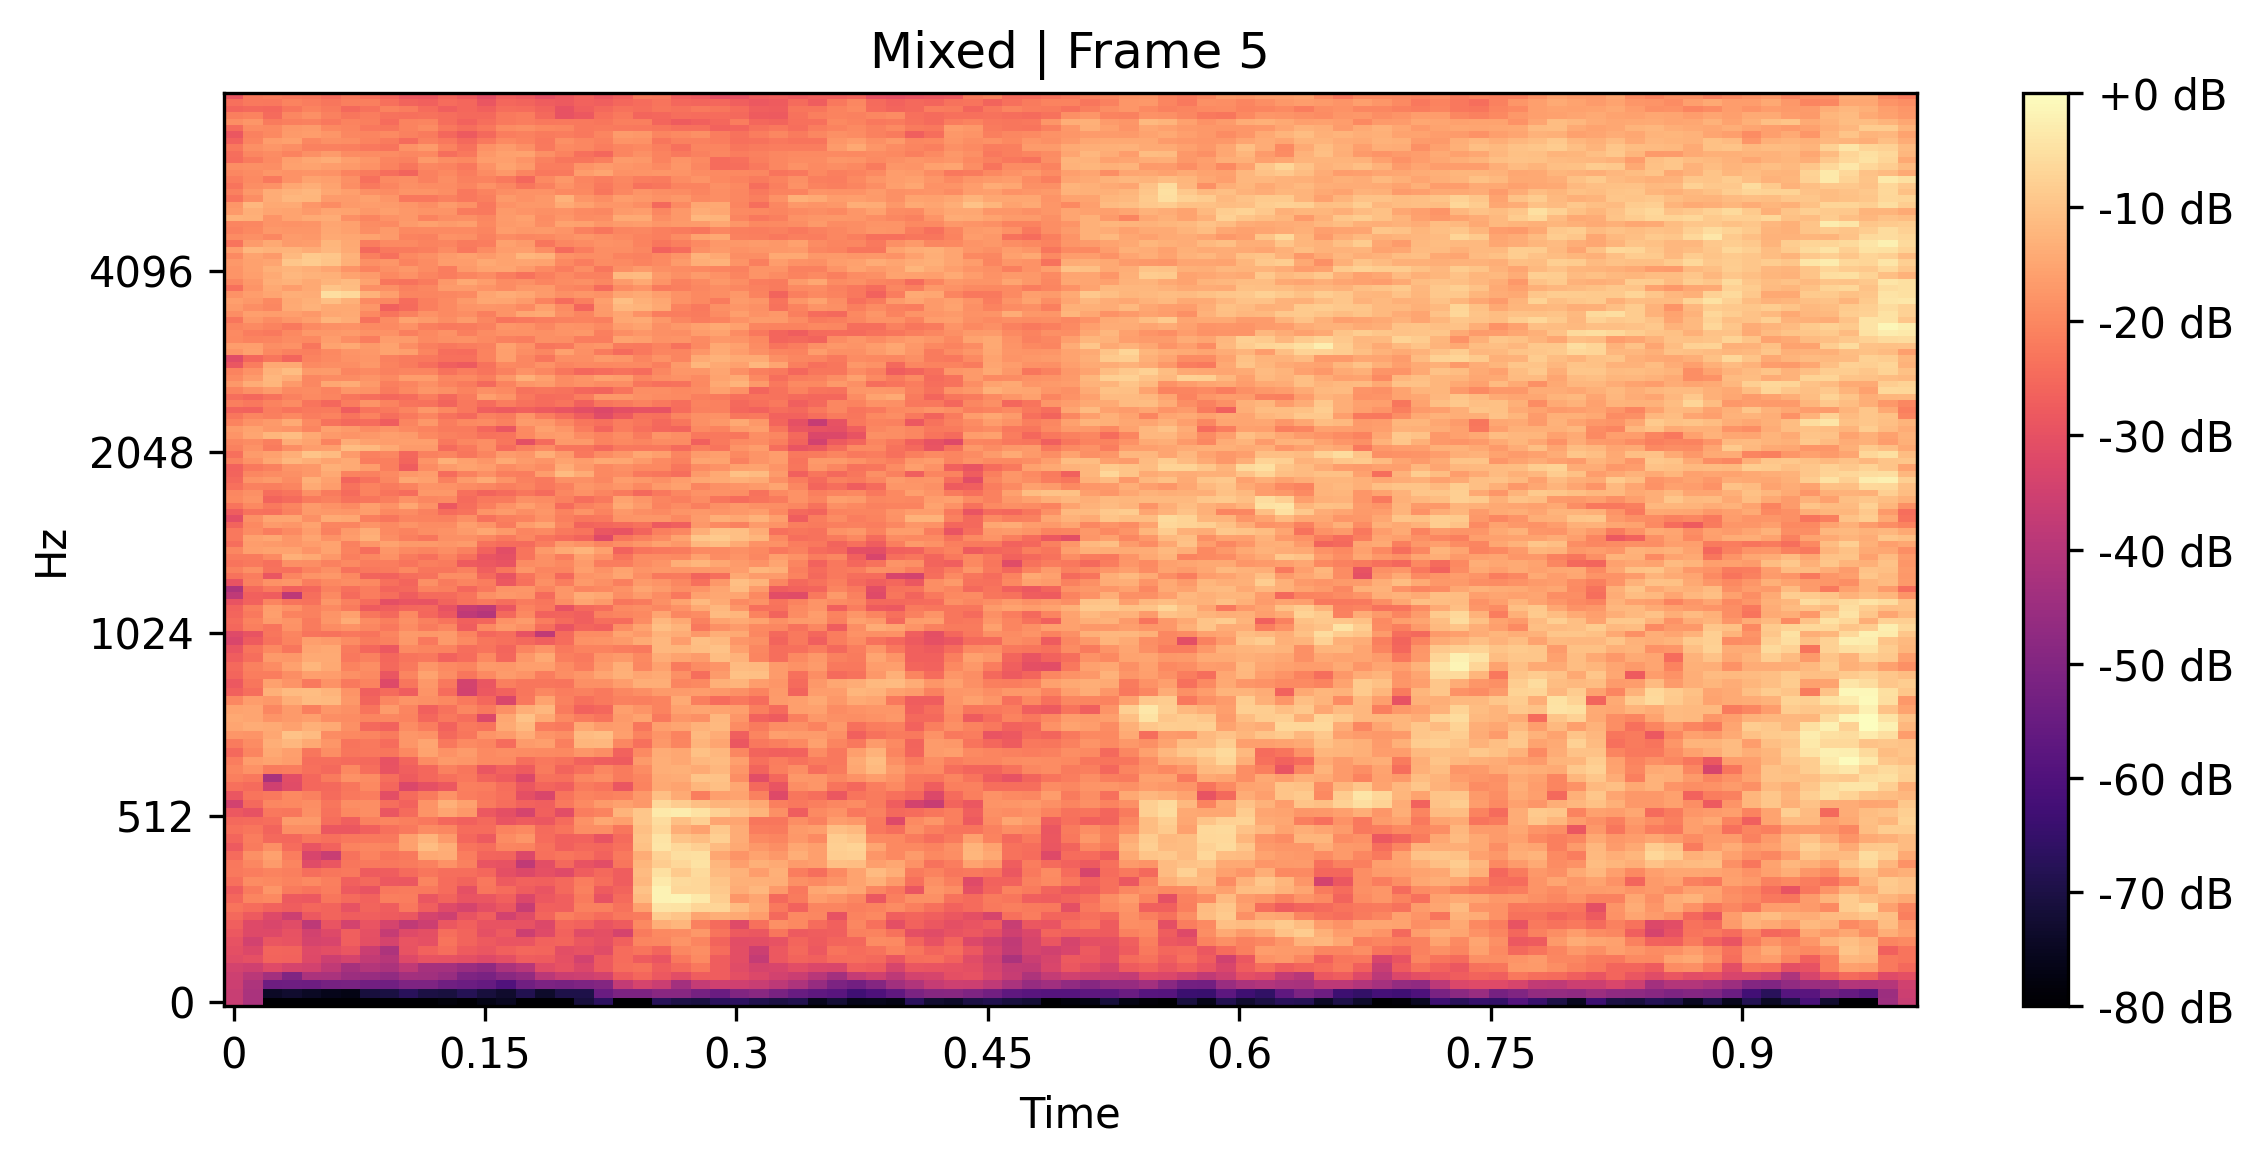 Mixed | Frame 5
Hz
4096
2048
1024
512
0
0 0.15 0.3 0.45 0.6 0.75 0.9
Time
+0 dB
-10 dB
-20 dB
-30 dB
-40 dB
-50 dB
-60 dB
-70 dB
-80 dB